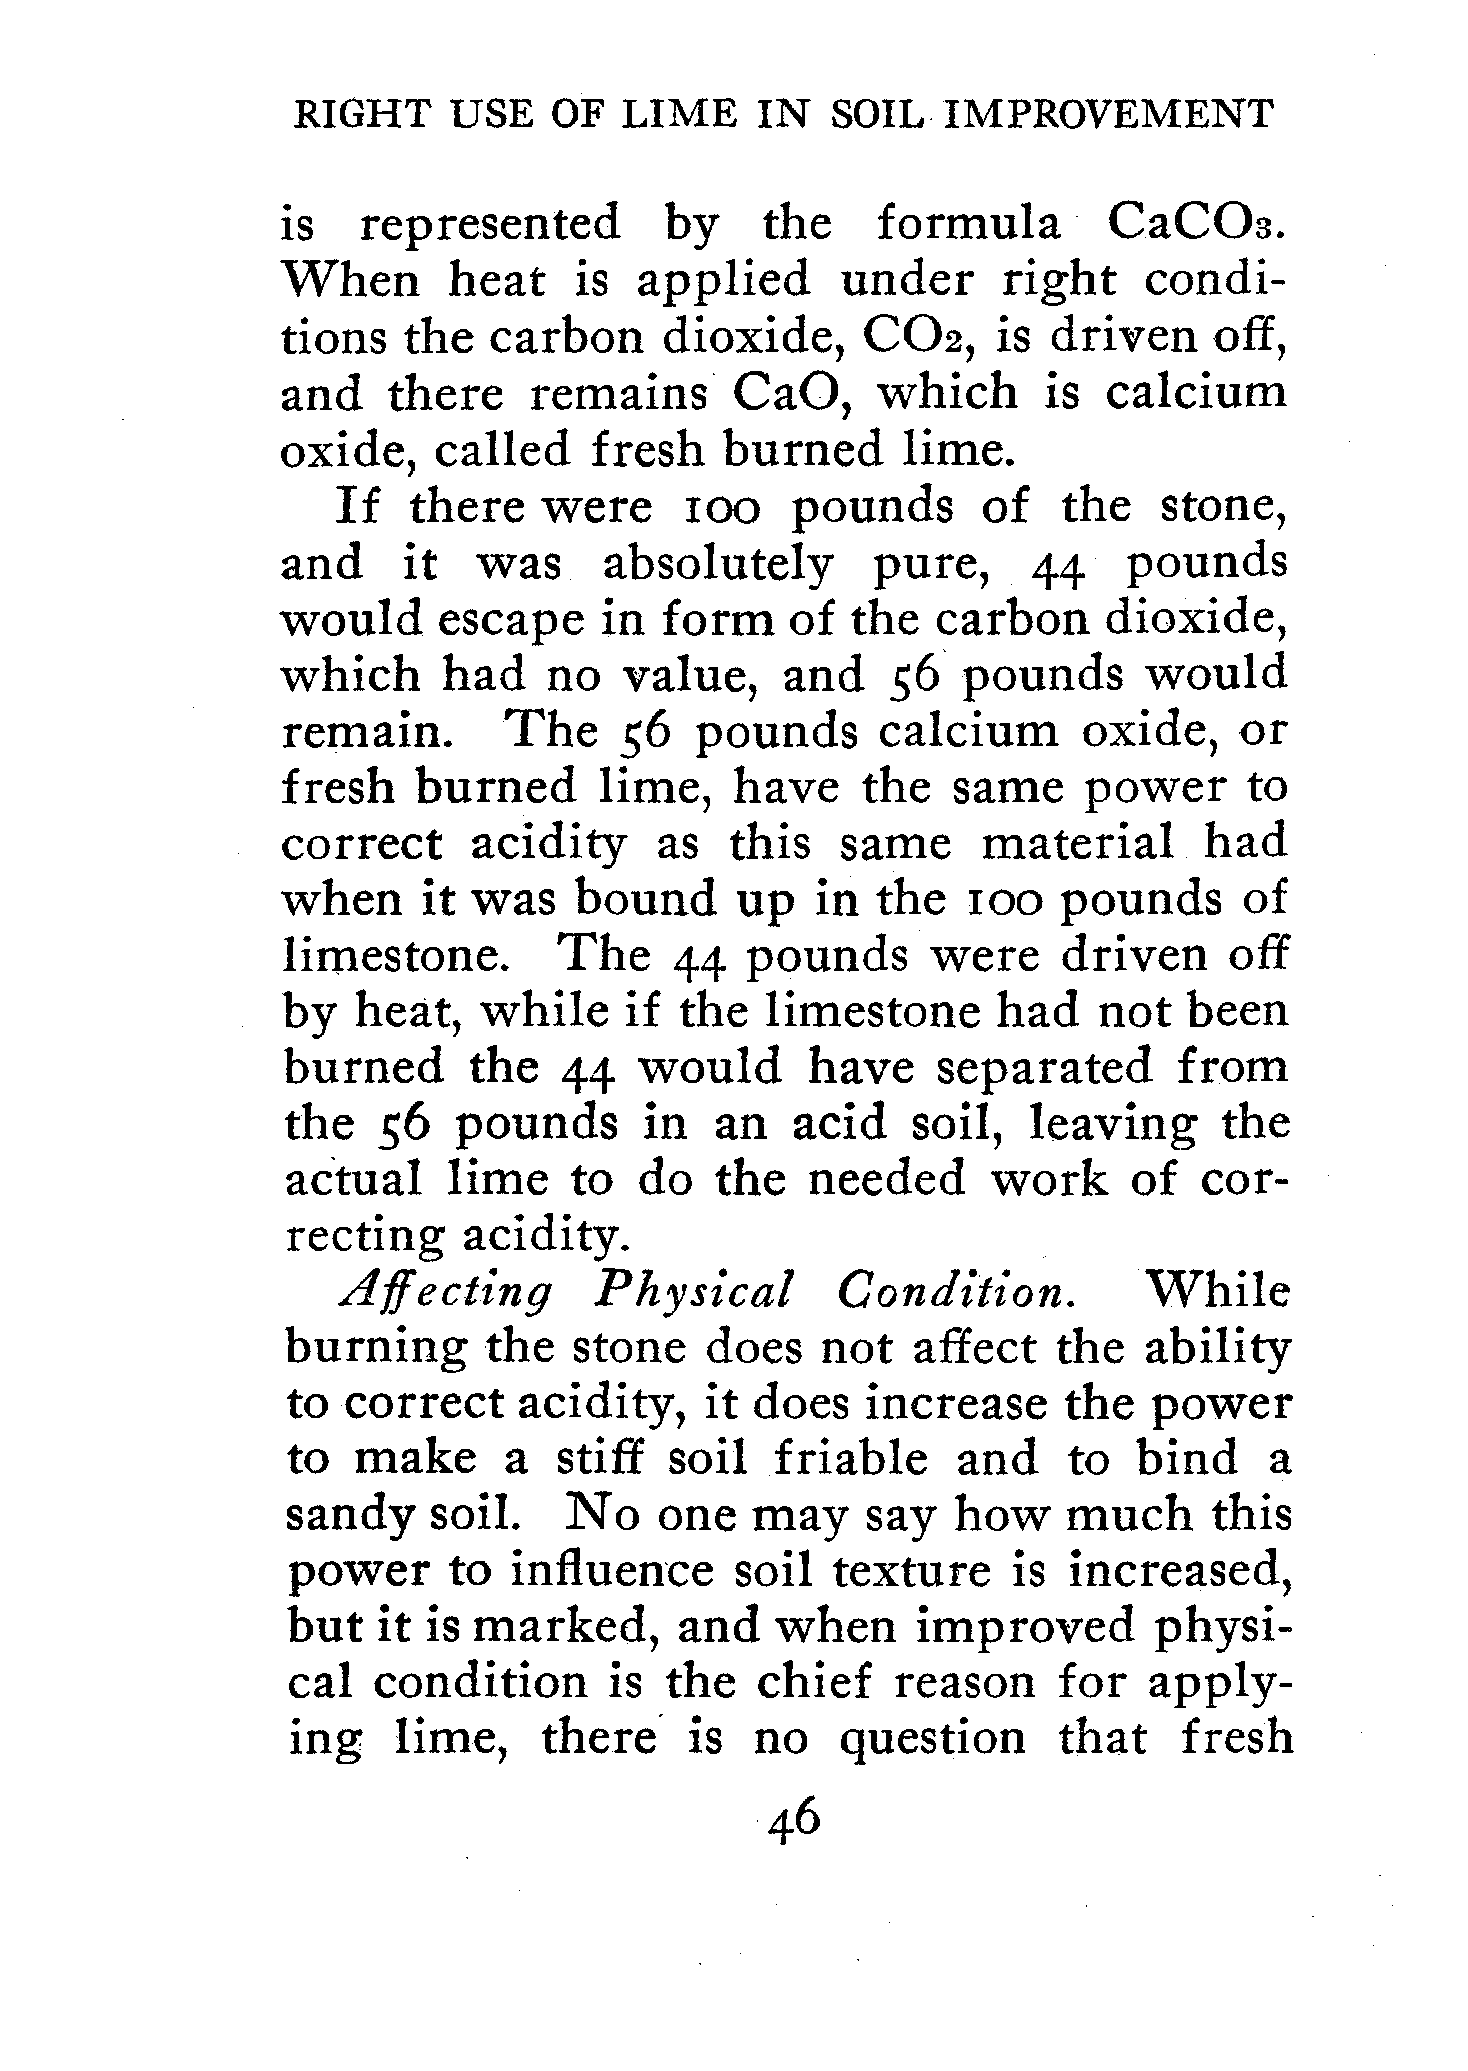 RIGHT USE OF LIME IN SOIL IMPROVEMENT
is represented by the formula CaCO₃.
When heat is applied under right condi-
tions the carbon dioxide, CO₂, is driven off,
and there remains CaO, which is calcium
oxide, called fresh burned lime.
If there were 100 pounds of the stone,
and it was absolutely pure, 44 pounds
would escape in form of the carbon dioxide,
which had no value, and 56 pounds would
remain. The 56 pounds calcium oxide, or
fresh burned lime, have the same power to
correct acidity as this same material had
when it was bound up in the 100 pounds of
limestone. The 44 pounds were driven off
by heat, while if the limestone had not been
burned the 44 would have separated from
the 56 pounds in an acid soil, leaving the
actual lime to do the needed work of cor-
recting acidity.
Affecting Physical Condition. While
burning the stone does not affect the ability
to correct acidity, it does increase the power
to make a stiff soil friable and to bind a
sandy soil. No one may say how much this
power to influence soil texture is increased,
but it is marked, and when improved physi-
cal condition is the chief reason for apply-
ing lime, there is no question that fresh
46